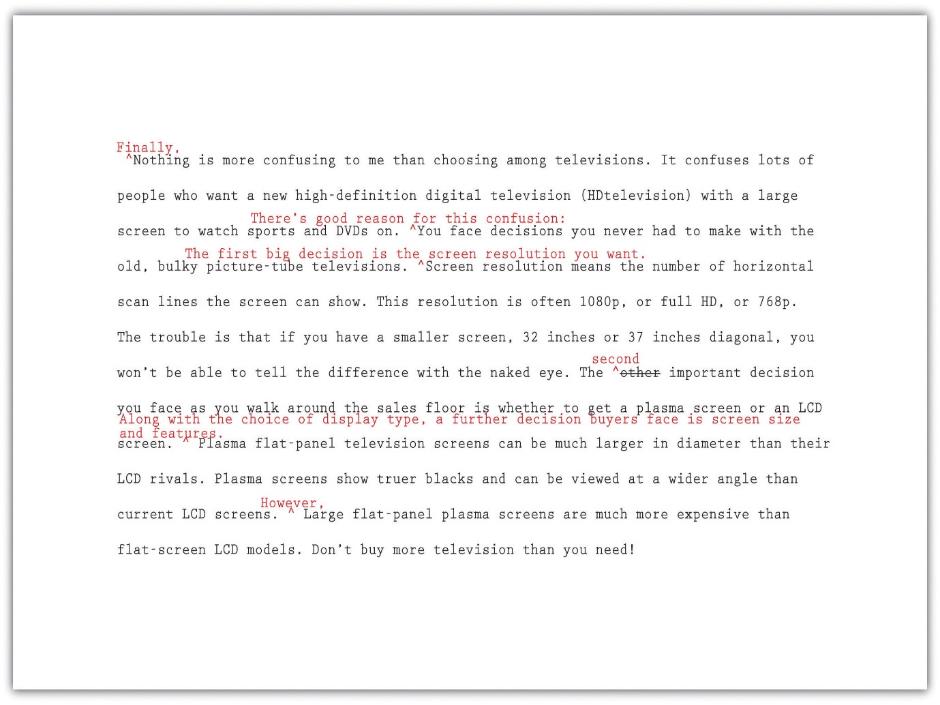 Finally,
^Nothing is more confusing to me than choosing among televisions. It confuses lots of
people who want a new high-definition digital television (HDtelevision) with a large
There's good reason for this confusion:
screen to watch sports and DVDs on. ^You face decisions you never had to make with the
The first big decision is the screen resolution you want.
old, bulky picture-tube televisions. ^Screen resolution means the number of horizontal
scan lines the screen can show. This resolution is often 1080p, or full HD, or 768p.
The trouble is that if you have a smaller screen, 32 inches or 37 inches diagonal, you
second
won't be able to tell the difference with the naked eye. The ^other important decision
you face as you walk around the sales floor is whether to get a plasma screen or an LCD
Along with the choice of display type, a further decision buyers face is screen size
and features.
screen. ^ Plasma flat-panel television screens can be much larger in diameter than their
LCD rivals. Plasma screens show truer blacks and can be viewed at a wider angle than
However,
current LCD screens. ^ Large flat-panel plasma screens are much more expensive than
flat-screen LCD models. Don't buy more television than you need!